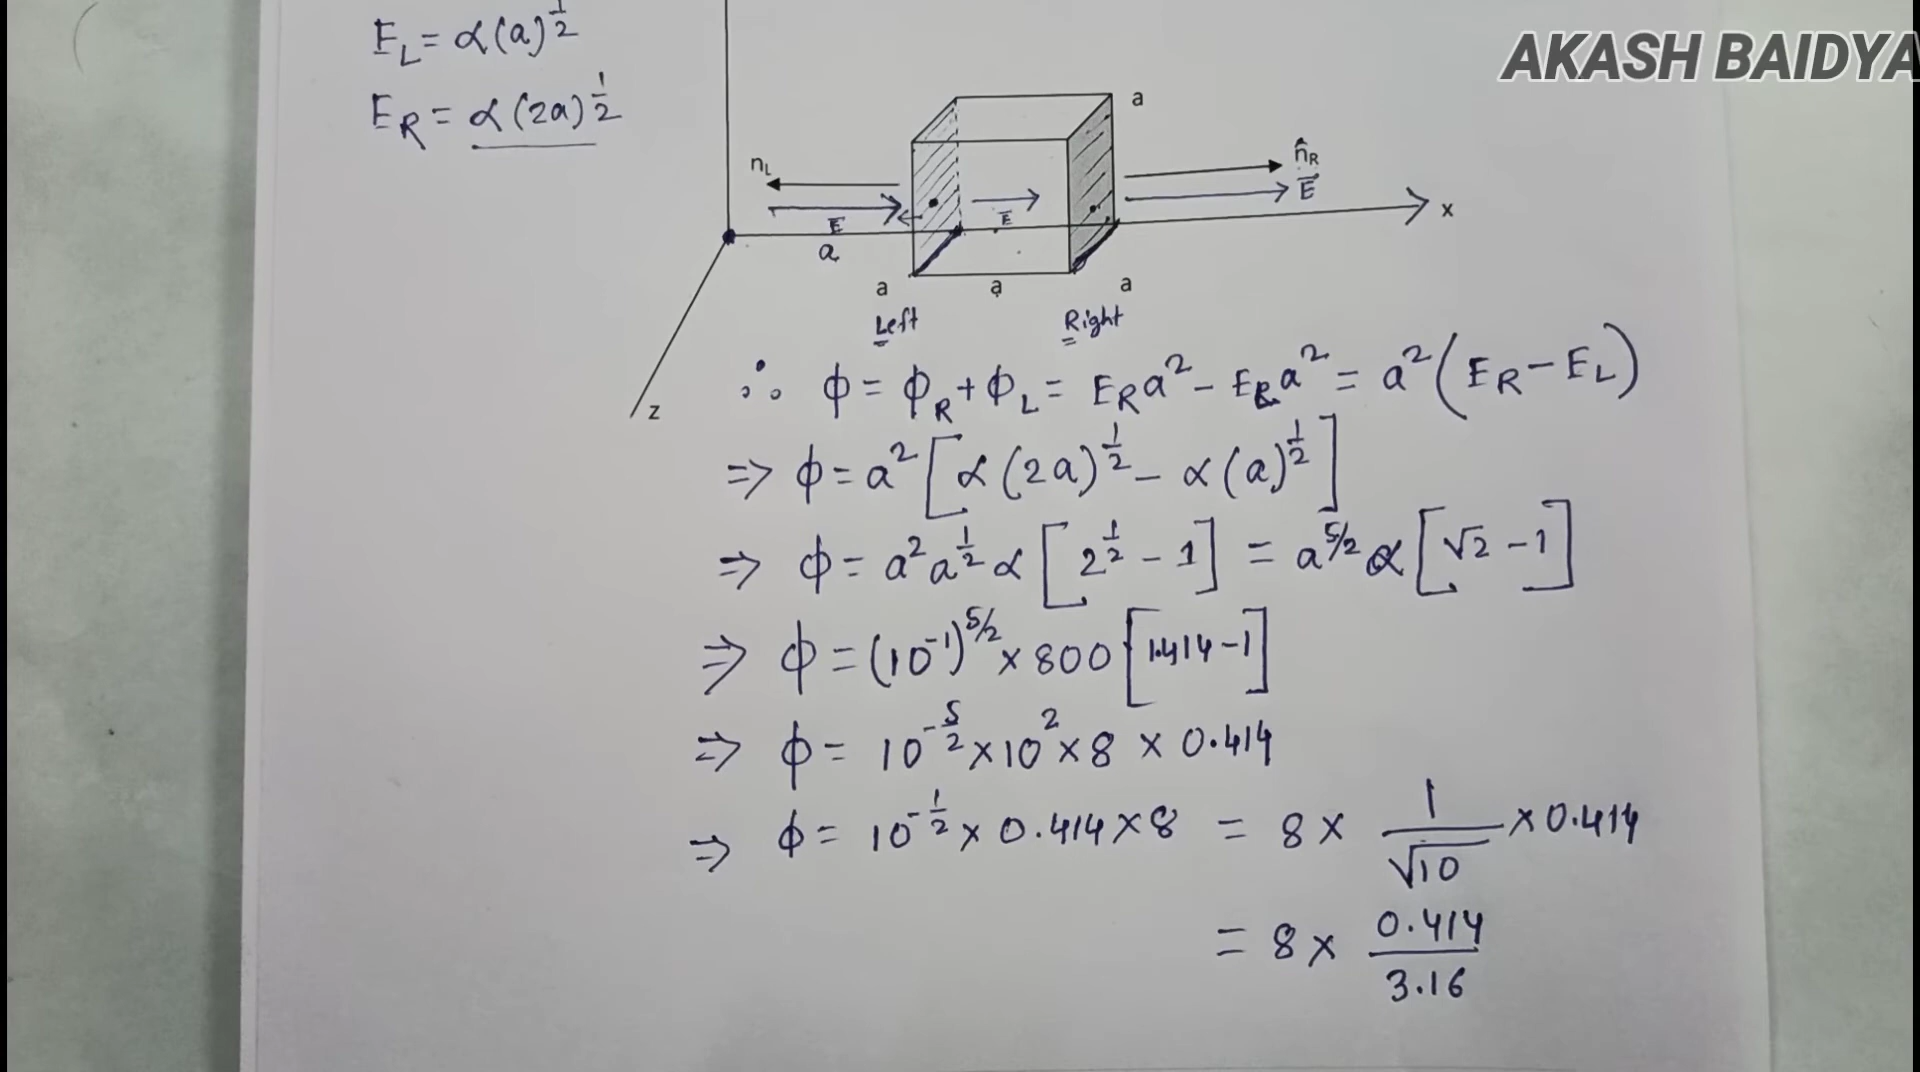 AKASH BAIDYA
E_L = α(a)^{1/2}
E_R = α(2a)^{1/2}
a
n_L
n̂_R
E
E
E
x
a
a
a
a
Left
Right
z
∴ ϕ = ϕ_R + ϕ_L = E_R a² - E_L a² = a² (E_R - E_L)
⇒ ϕ = a² [α(2a)^{1/2} - α(a)^{1/2}]
⇒ ϕ = a² a^{1/2} α [2^{1/2} - 1] = a^{5/2} α [√2 - 1]
⇒ ϕ = (10^{-1})^{5/2} × 800 [1.414 - 1]
⇒ ϕ = 10^{-5/2} × 10² × 8 × 0.414
⇒ ϕ = 10^{-1/2} × 0.414 × 8 = 8 × 1/√10 × 0.414
= 8 × 0.414/3.16